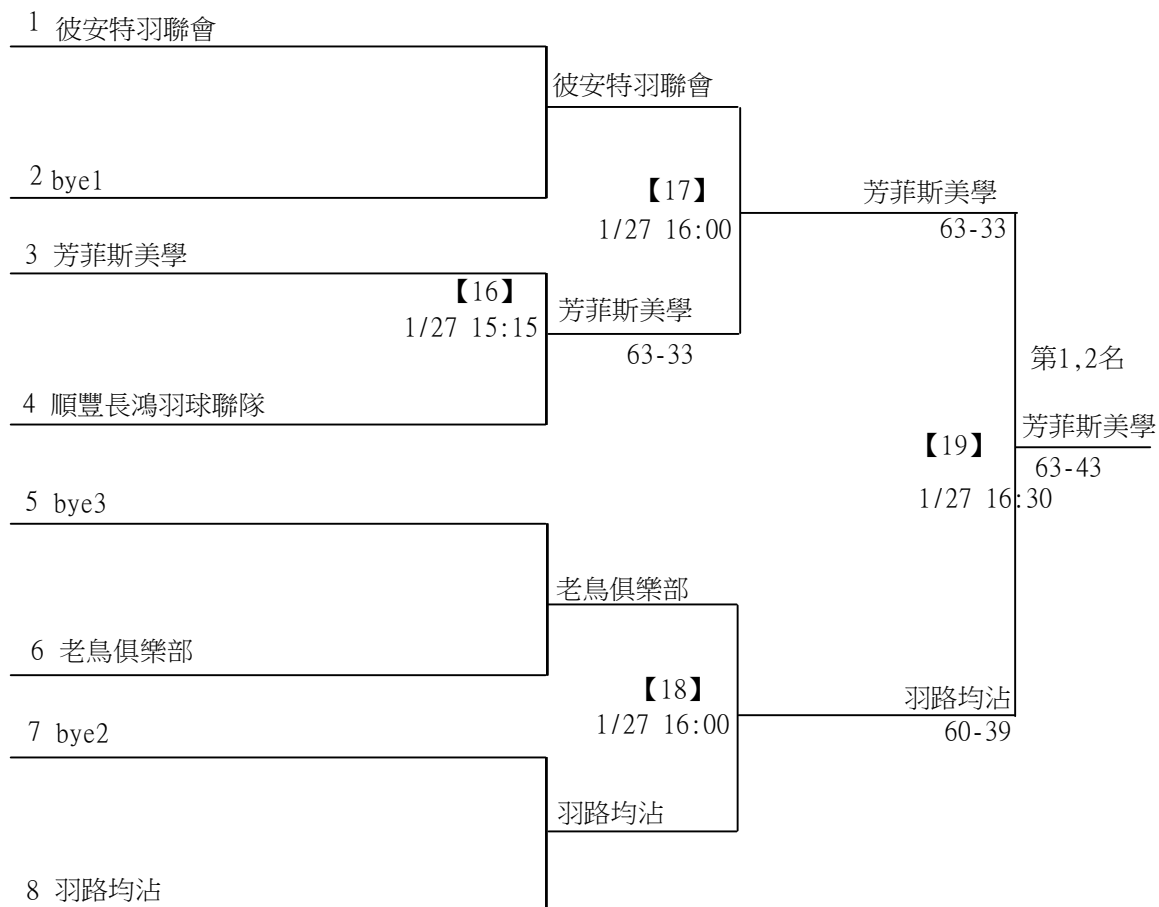 1 彼安特羽聯會
彼安特羽聯會
2 bye1
【17】
1/27 16:00
芳菲斯美學
63-33
3 芳菲斯美學
【16】
1/27 15:15
芳菲斯美學
63-33
4 順豐長鴻羽球聯隊
第1,2名
芳菲斯美學
63-43
【19】
1/27 16:30
5 bye3
老鳥俱樂部
6 老鳥俱樂部
【18】
1/27 16:00
羽路均沾
60-39
7 bye2
羽路均沾
8 羽路均沾